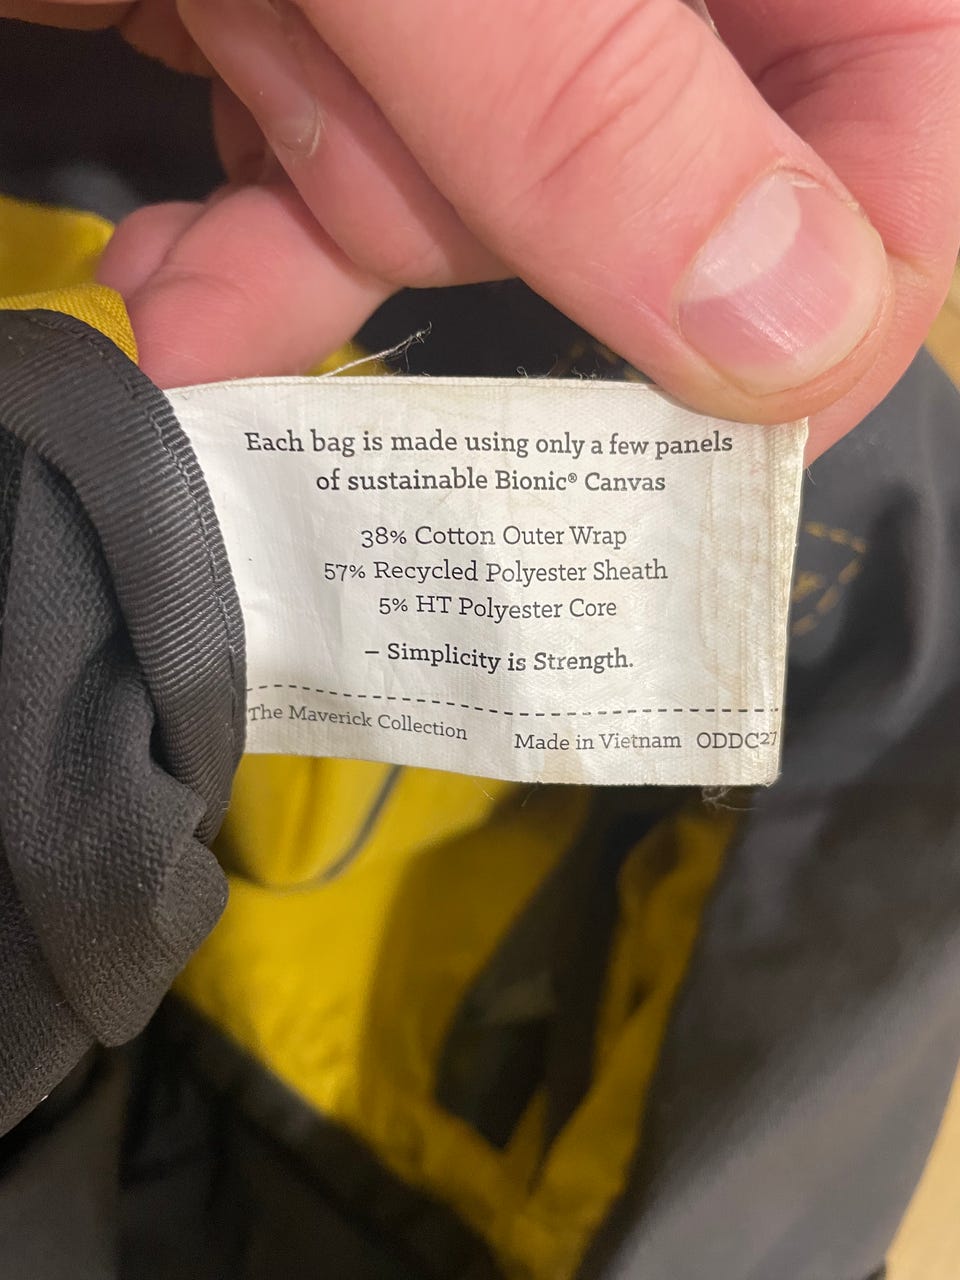 Each bag is made using only a few panels
of sustainable Bionic® Canvas
38% Cotton Outer Wrap
57% Recycled Polyester Sheath
5% HT Polyester Core
– Simplicity is Strength.
The Maverick Collection
Made in Vietnam ODDC27